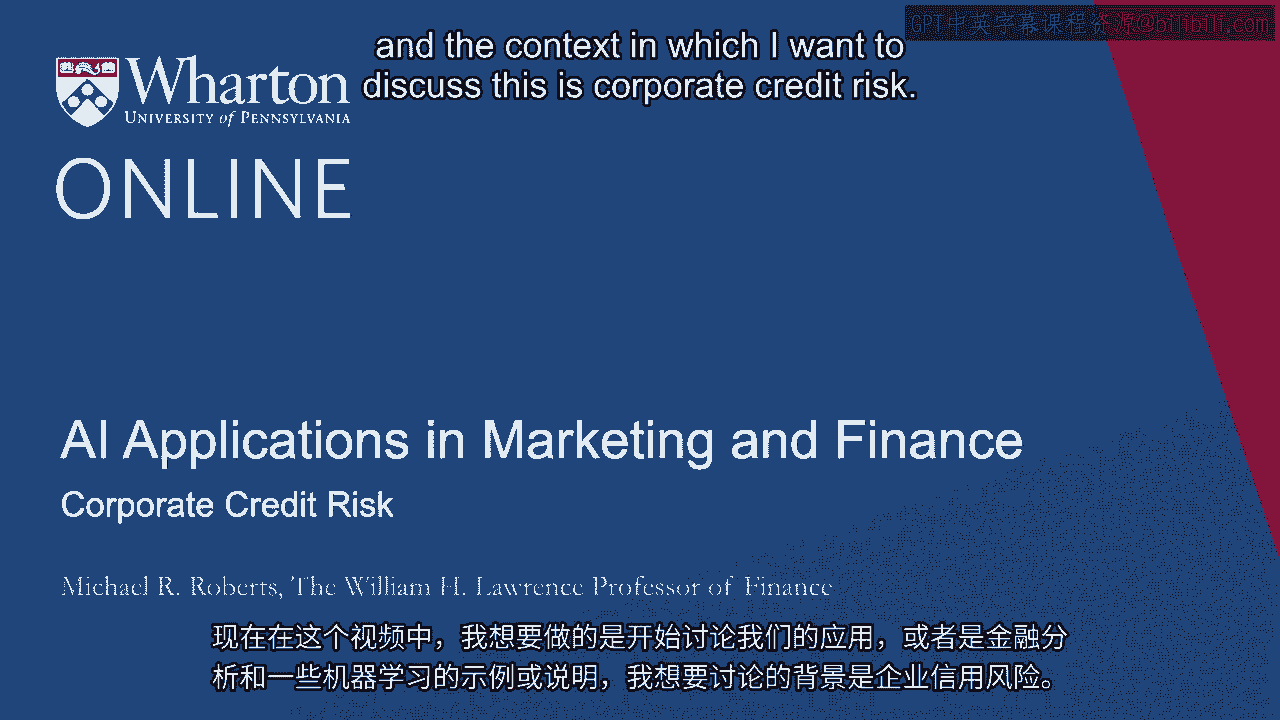 GPT中英字幕课程资源@bilibili.com
and the context in which I want to
discuss this is corporate credit risk.
Wharton
UNIVERSITY of PENNSYLVANIA
ONLINE
AI Applications in Marketing and Finance
Corporate Credit Risk
Michael R. Roberts, The William H. Lawrence Professor of Finance
现在在这个视频中，我想要做的是开始讨论我们的应用，或者是金融分
析和一些机器学习的示例或说明，我想要讨论的背景是企业信用风险。